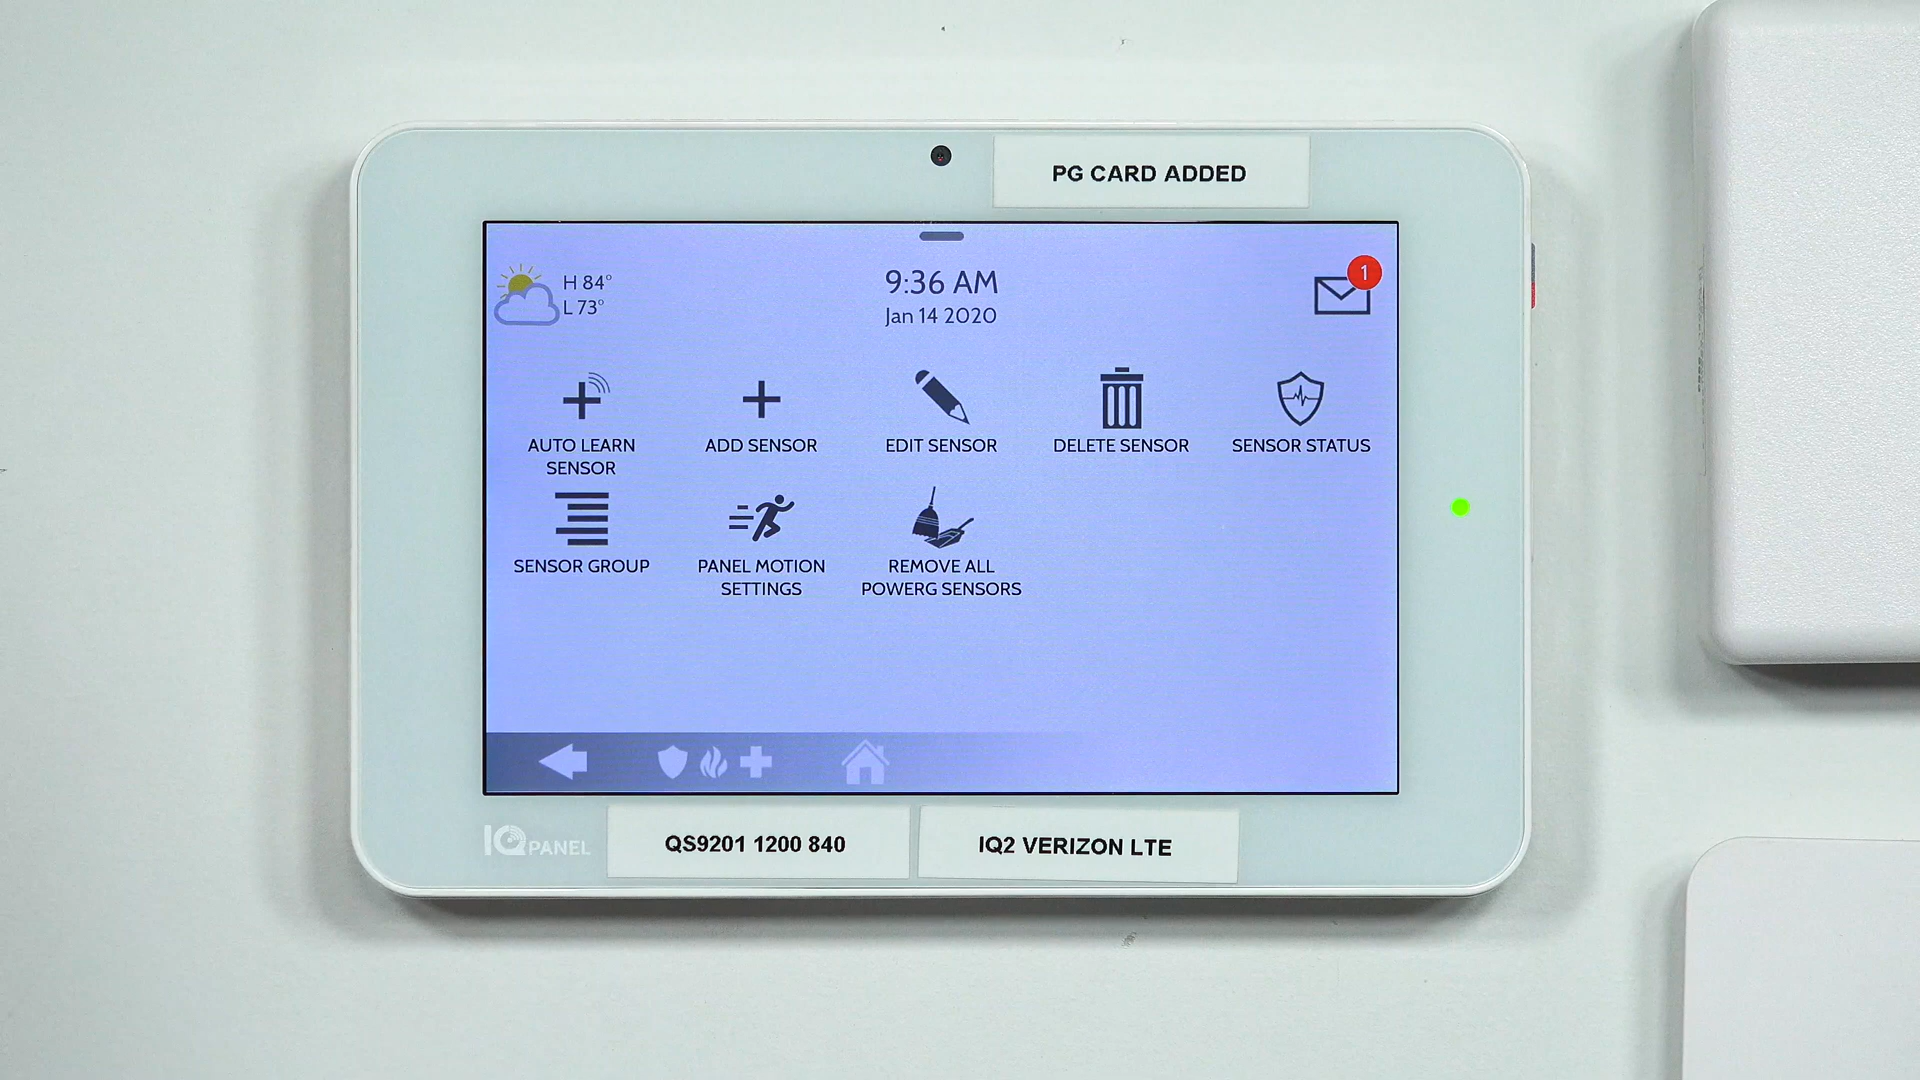 PG CARD ADDED
H 84°
L 73°
9:36 AM
Jan 14 2020
1
AUTO LEARN
SENSOR
ADD SENSOR
EDIT SENSOR
DELETE SENSOR
SENSOR STATUS
SENSOR GROUP
PANEL MOTION
SETTINGS
REMOVE ALL
POWERG SENSORS
IQ PANEL
QS9201 1200 840
IQ2 VERIZON LTE